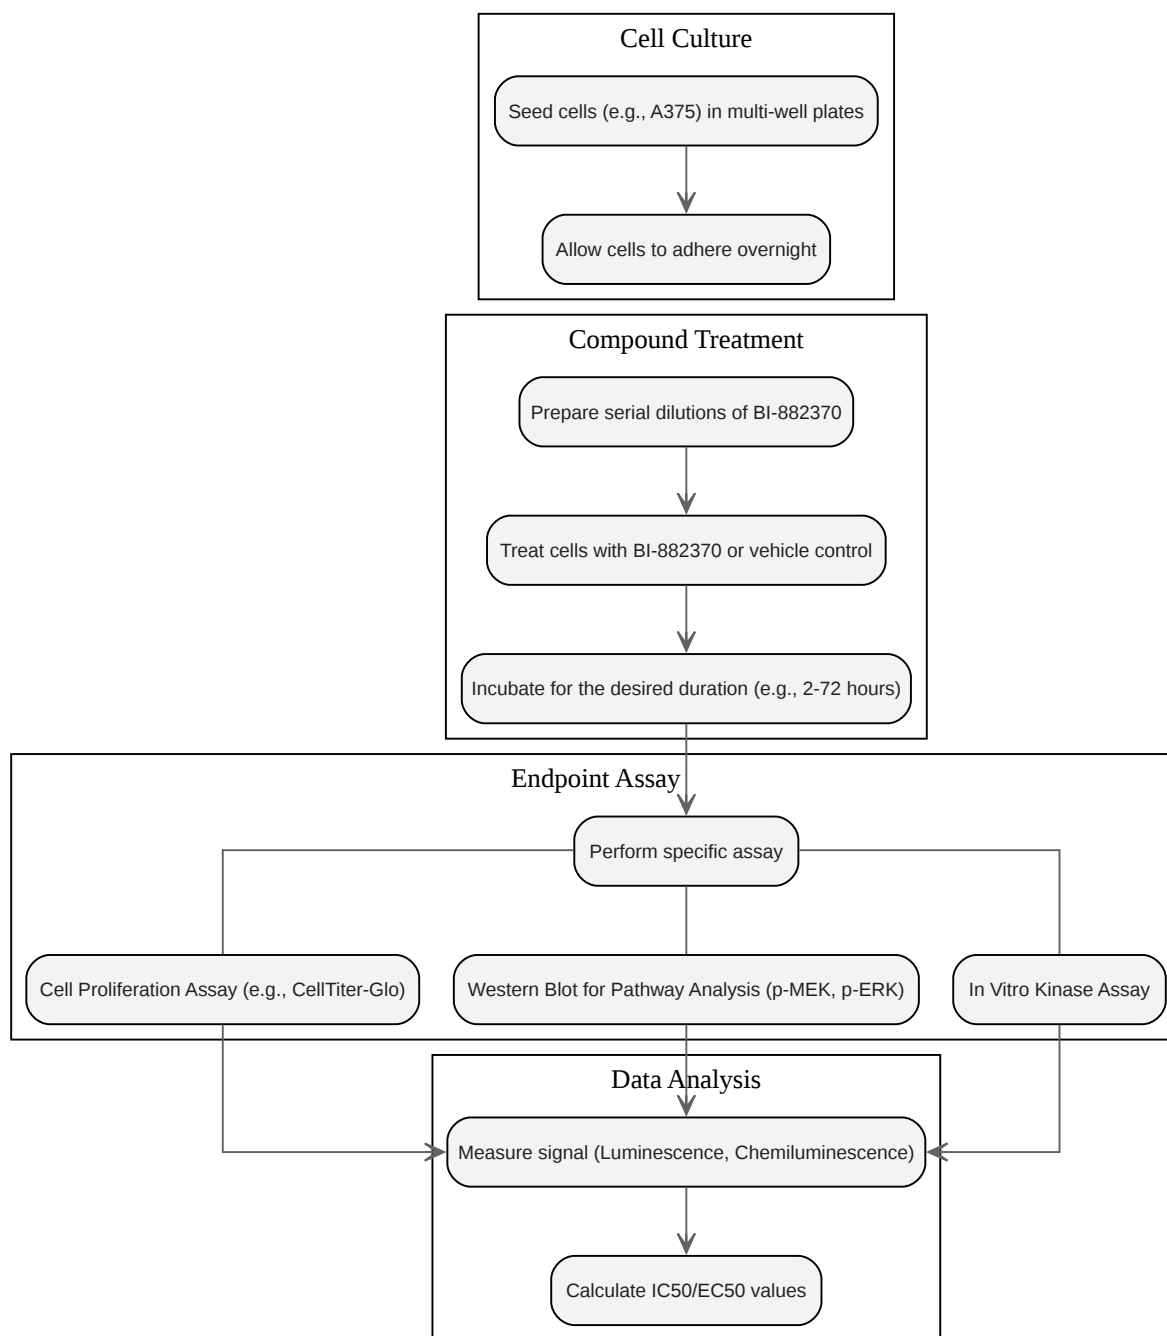 Cell Culture
Seed cells (e.g., A375) in multi-well plates
Allow cells to adhere overnight
Compound Treatment
Prepare serial dilutions of BI-882370
Treat cells with BI-882370 or vehicle control
Incubate for the desired duration (e.g., 2-72 hours)
Endpoint Assay
Perform specific assay
Cell Proliferation Assay (e.g., CellTiter-Glo)
Western Blot for Pathway Analysis (p-MEK, p-ERK)
In Vitro Kinase Assay
Data Analysis
Measure signal (Luminescence, Chemiluminescence)
Calculate IC50/EC50 values